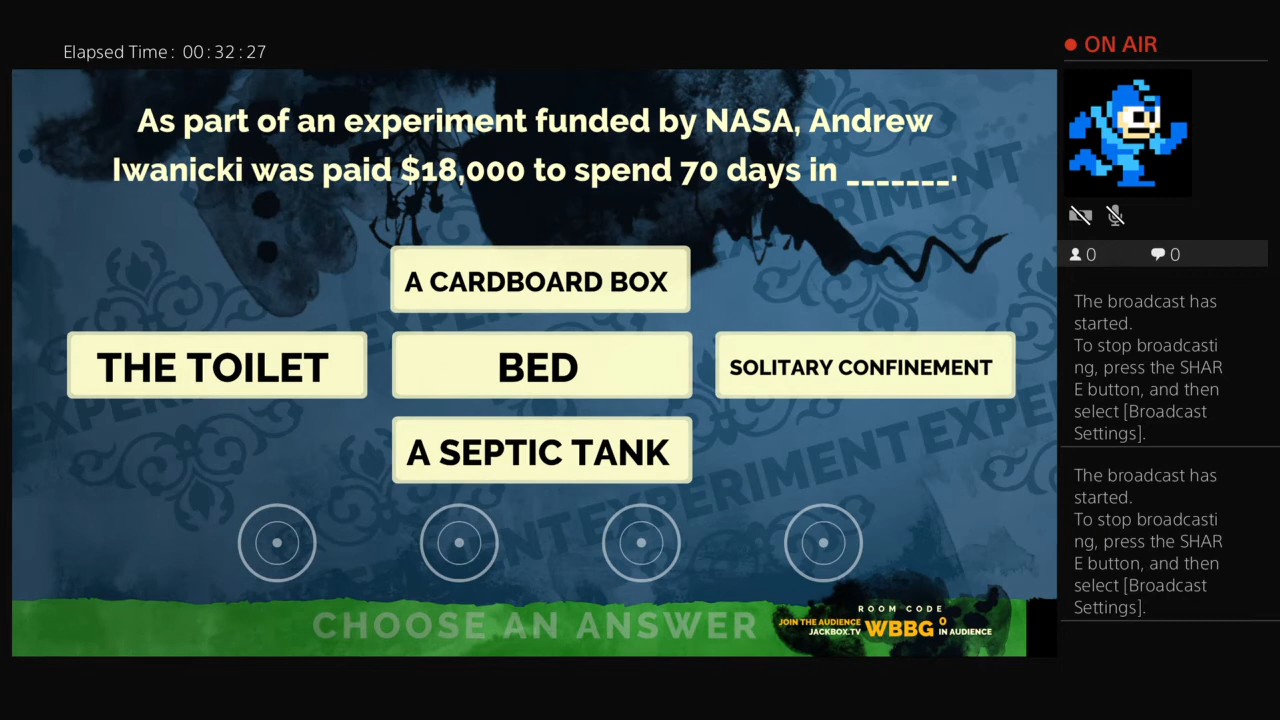 Elapsed Time: 00:32:27
ON AIR
As part of an experiment funded by NASA, Andrew
Iwanicki was paid $18,000 to spend 70 days in _______.
A CARDBOARD BOX
THE TOILET
BED
SOLITARY CONFINEMENT
A SEPTIC TANK
CHOOSE AN ANSWER
ROOM CODE
JOIN THE AUDIENCE
JACKBOX.TV
WBBG
0
IN AUDIENCE
0
0
The broadcast has
started.
To stop broadcasti
ng, press the SHAR
E button, and then
select [Broadcast
Settings].
The broadcast has
started.
To stop broadcasti
ng, press the SHAR
E button, and then
select [Broadcast
Settings].
EXPERIMENT
EXPERIMENT
EXPERIMENT